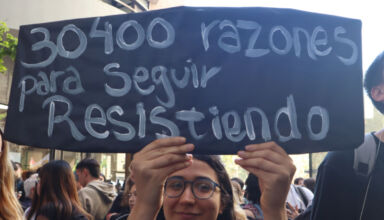 30400 razones
para Seguir
Resistiendo